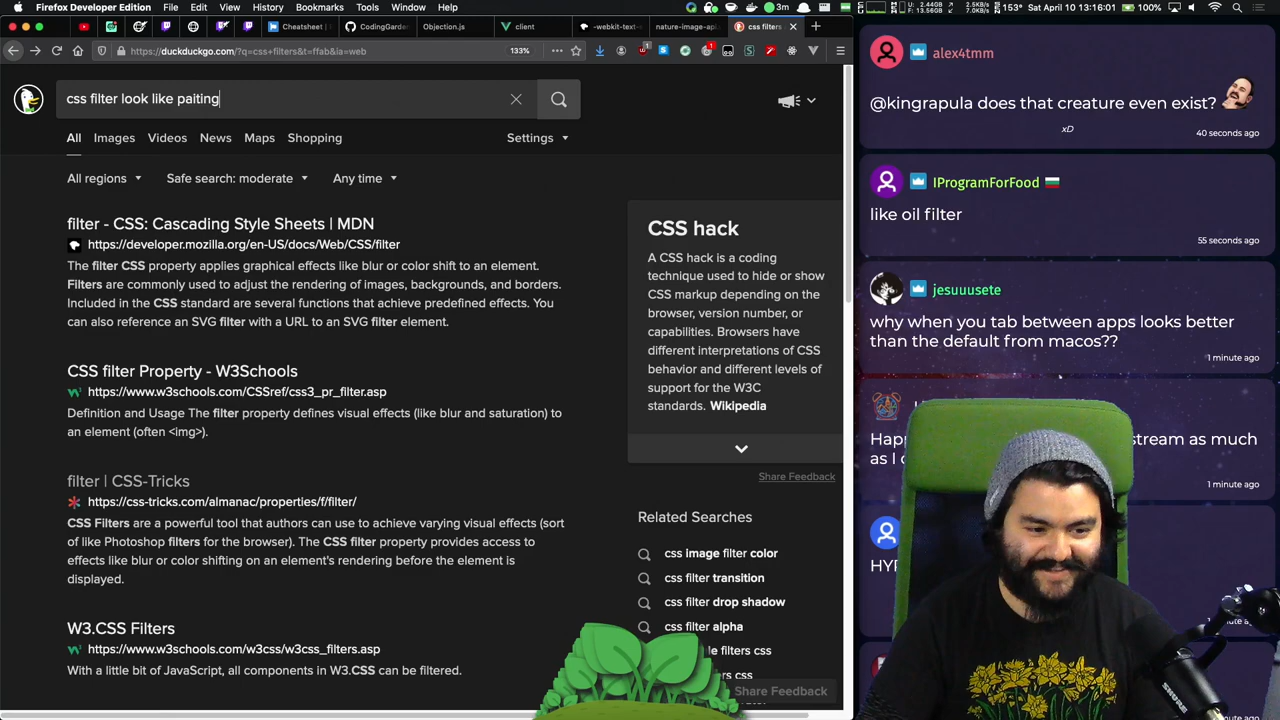 Firefox Developer Edition File Edit View History Bookmarks Tools Window Help
3m
153° Sat April 10 13:16:01
Cheatsheet
CodingGarde
Objection.js
client
-webkit-text-
nature-image-ap
css filters
https://duckduckgo.com/?q=css+filters&t=ffab&ia=web
133%
css filter look like paiting
All Images Videos News Maps Shopping
Settings
All regions Safe search: moderate Any time
filter - CSS: Cascading Style Sheets | MDN
https://developer.mozilla.org/en-US/docs/Web/CSS/filter
The filter CSS property applies graphical effects like blur or color shift to an element.
Filters are commonly used to adjust the rendering of images, backgrounds, and borders.
Included in the CSS standard are several functions that achieve predefined effects. You
can also reference an SVG filter with a URL to an SVG filter element.
CSS filter Property - W3Schools
https://www.w3schools.com/CSSref/css3_pr_filter.asp
Definition and Usage The filter property defines visual effects (like blur and saturation) to
an element (often <img>).
filter | CSS-Tricks
https://css-tricks.com/almanac/properties/f/filter/
CSS Filters are a powerful tool that authors can use to achieve varying visual effects (sort
of like Photoshop filters for the browser). The CSS filter property provides access to
effects like blur or color shifting on an element's rendering before the element is
displayed.
W3.CSS Filters
https://www.w3schools.com/w3css/w3css_filters.asp
With a little bit of JavaScript, all components in W3.CSS can be filtered.
CSS hack
A CSS hack is a coding
technique used to hide or show
CSS markup depending on the
browser, version number, or
capabilities. Browsers have
different interpretations of CSS
behavior and different levels of
support for the W3C
standards. Wikipedia
Share Feedback
Related Searches
css image filter color
css filter transition
css filter drop shadow
css filter alpha
filters css
css
Share Feedback
alex4tmm
@kingrapula does that creature even exist?
xD
40 seconds ago
IProgramForFood
like oil filter
55 seconds ago
jesuuusete
why when you tab between apps looks better
than the default from macos??
1 minute ago
stream as much
as I
1 minute ago
HY